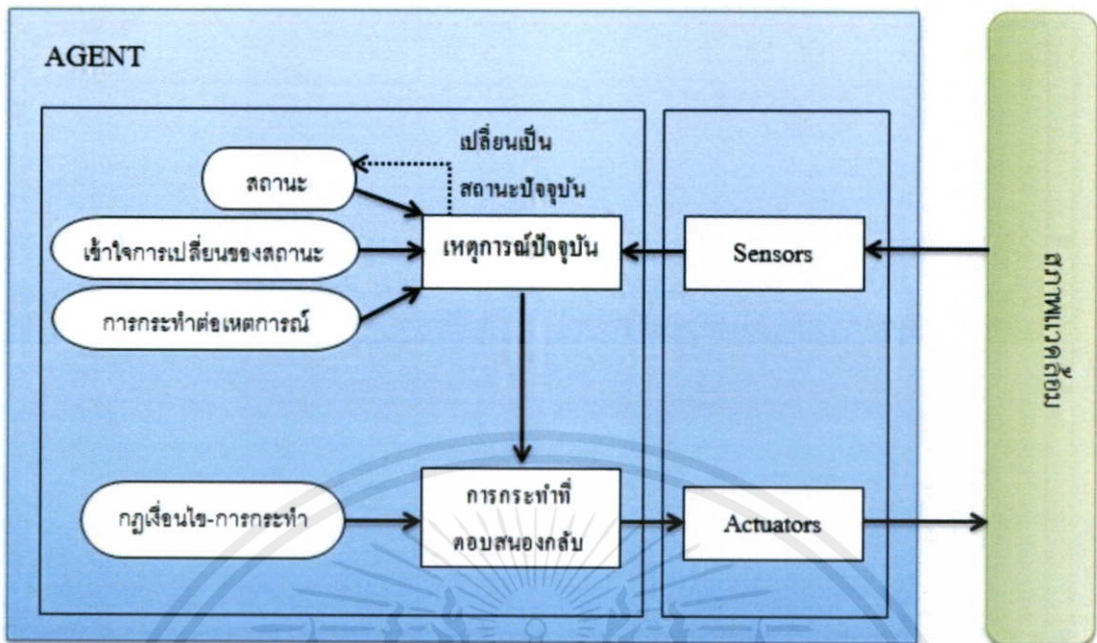 AGENT
เปลี่ยนเป็น
สถานะปัจจุบัน
สถานะ
เข้าใจการเปลี่ยนของสถานะ
เหตุการณ์ปัจจุบัน
Sensors
การกระทำต่อเหตการณ์
สภาพแวดล้อม
กฎเงื่อนไข-การกระทำ
การกระทำที่
ตอบสนองกลับ
Actuators